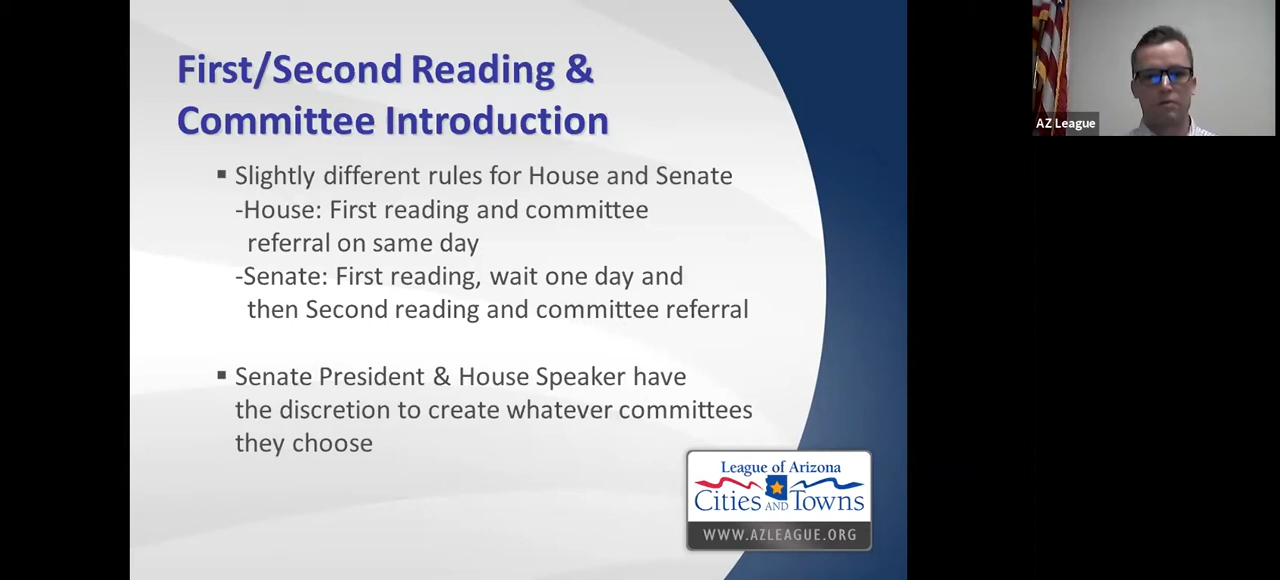 First/Second Reading &
Committee Introduction
▪ Slightly different rules for House and Senate
-House: First reading and committee
referral on same day
-Senate: First reading, wait one day and
then Second reading and committee referral
▪ Senate President & House Speaker have
the discretion to create whatever committees
they choose
League of Arizona
Cities AND Towns
WWW.AZLEAGUE.ORG
AZ League